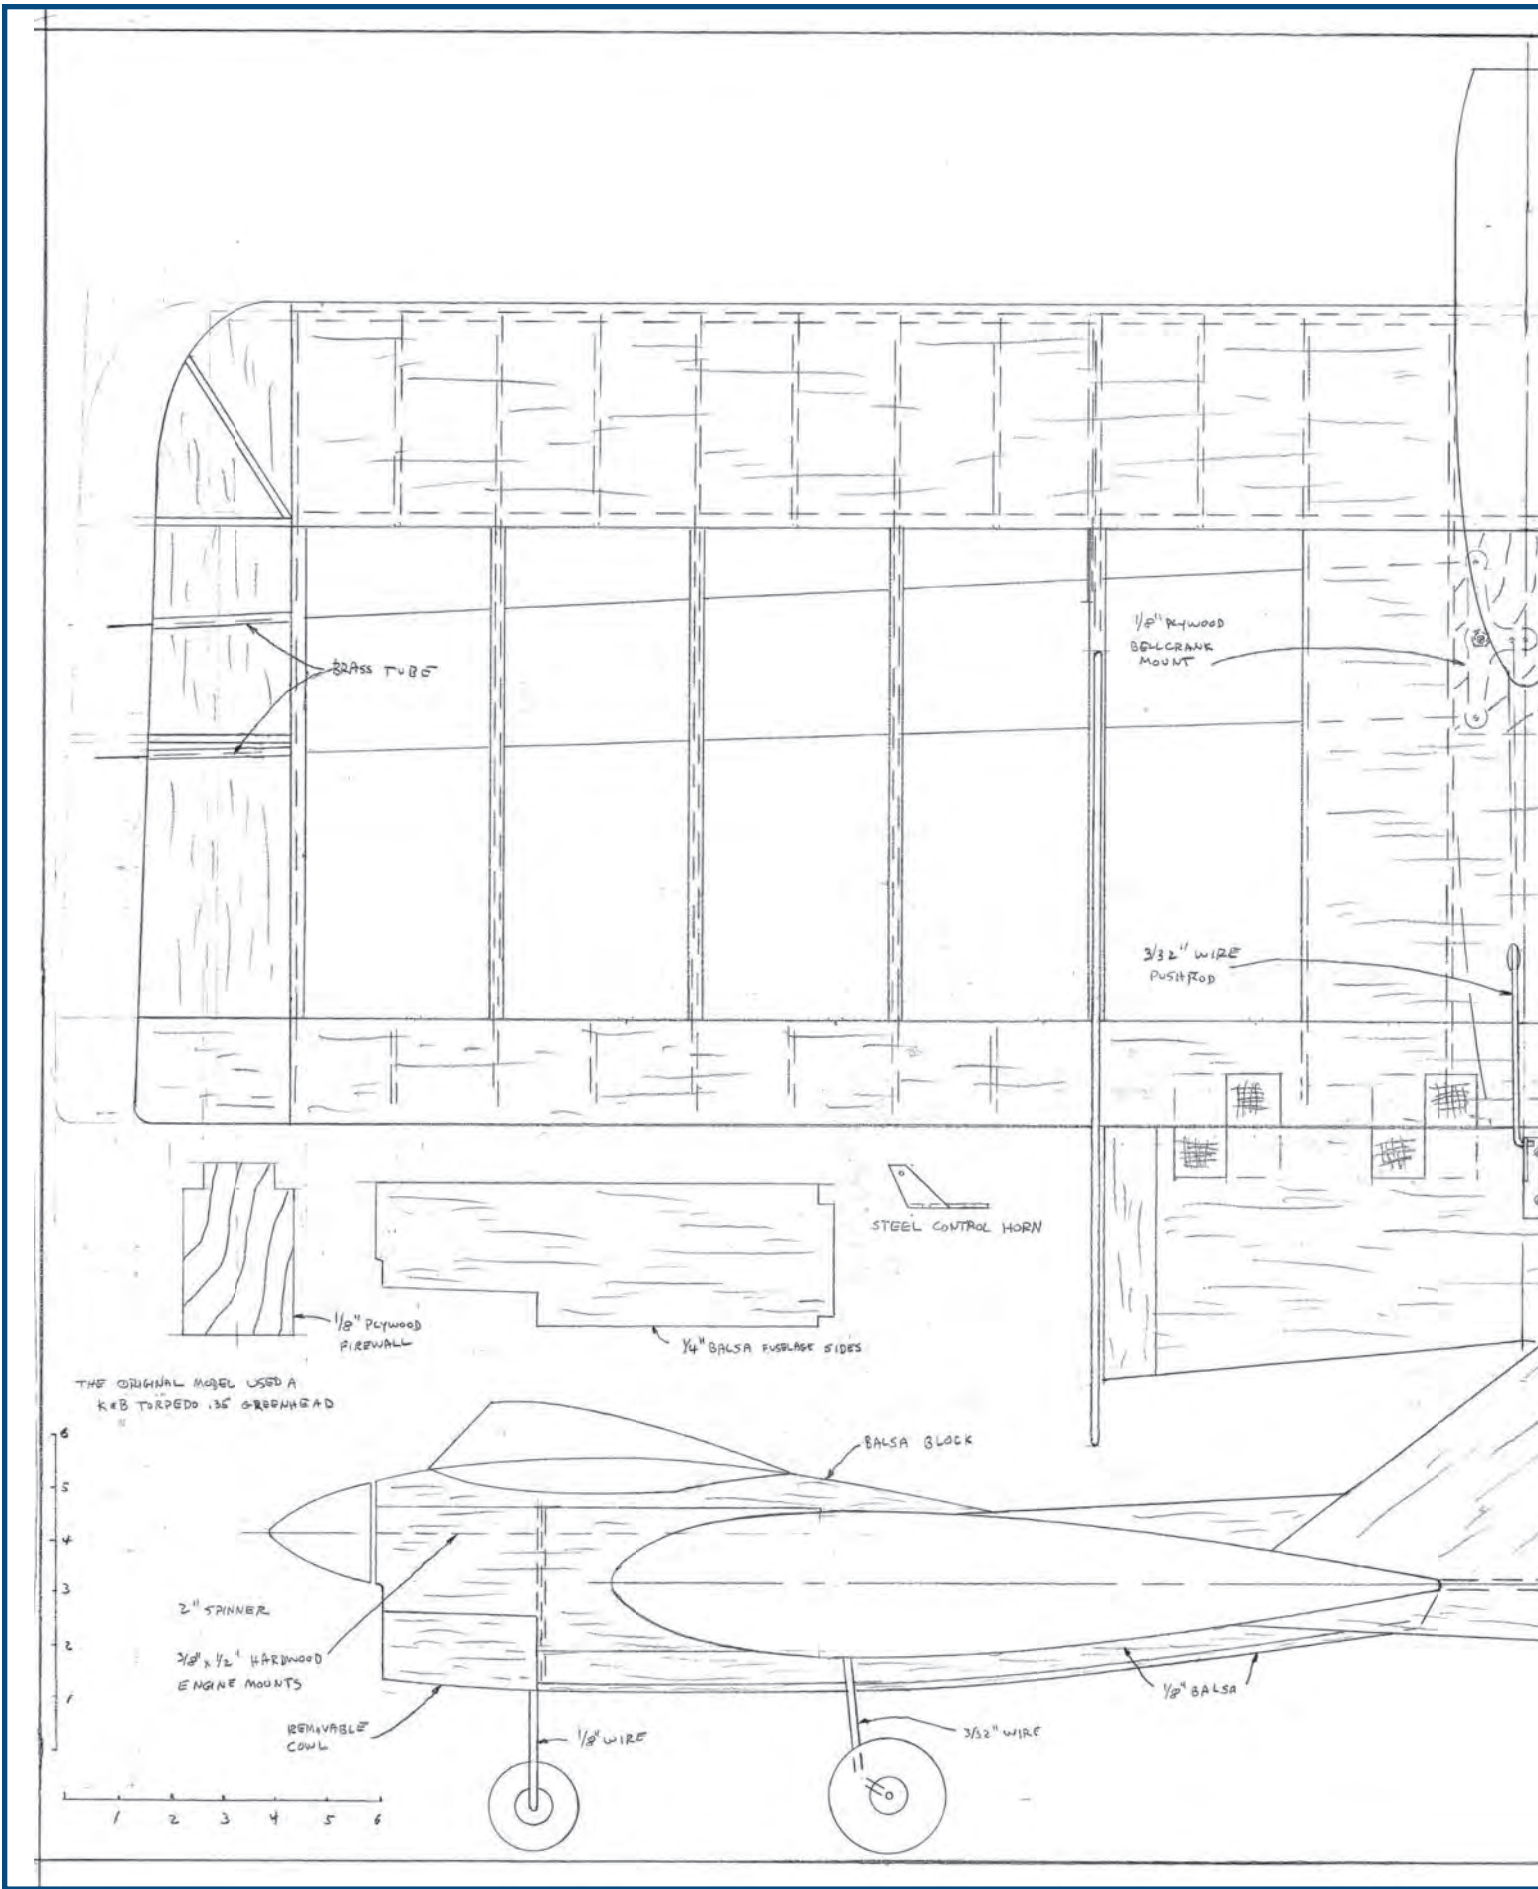 BRASS TUBE
1/8" PLYWOOD
BELLCRANK
MOUNT
3/32" WIRE
PUSHROD
STEEL CONTROL HORN
1/8" PLYWOOD
FIREWALL
1/4" BALSA FUSELAGE SIDES
THE ORIGINAL MODEL USED A
K&B TORPEDO .35 GREENHEAD
BALSA BLOCK
6
5
4
3
2
1
2" SPINNER
3/8" x 1/2" HARDWOOD
ENGINE MOUNTS
REMOVABLE
COWL
1/8" WIRE
3/32" WIRE
1/8" BALSA
1 2 3 4 5 6